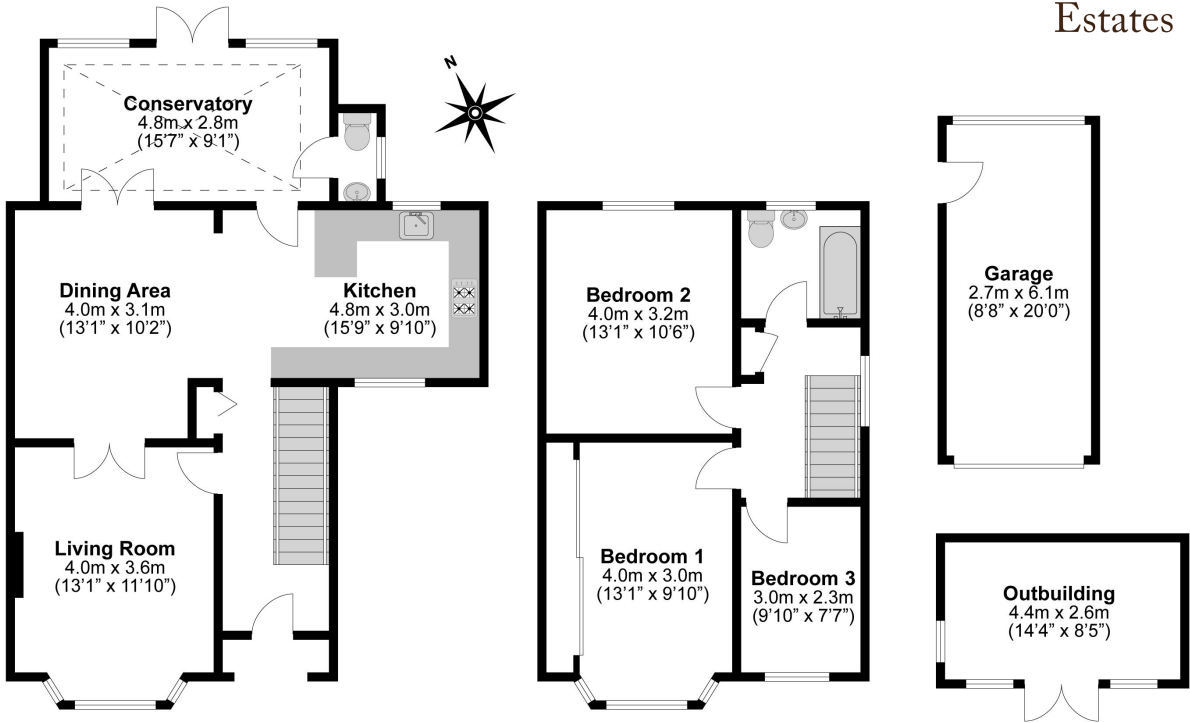 Estates
N
Conservatory
4.8m x 2.8m
(15'7” x 9'1”)
Dining Area
4.0m x 3.1m
(13'1” x 10'2”)
Kitchen
4.8m x 3.0m
(15'9” x 9'10”)
Living Room
4.0m x 3.6m
(13'1” x 11'10”)
Bedroom 2
4.0m x 3.2m
(13'1” x 10'6”)
Bedroom 1
4.0m x 3.0m
(13'1” x 9'10”)
Bedroom 3
3.0m x 2.3m
(9'10” x 7'7”)
Garage
2.7m x 6.1m
(8'8” x 20'0”)
Outbuilding
4.4m x 2.6m
(14'4” x 8'5”)